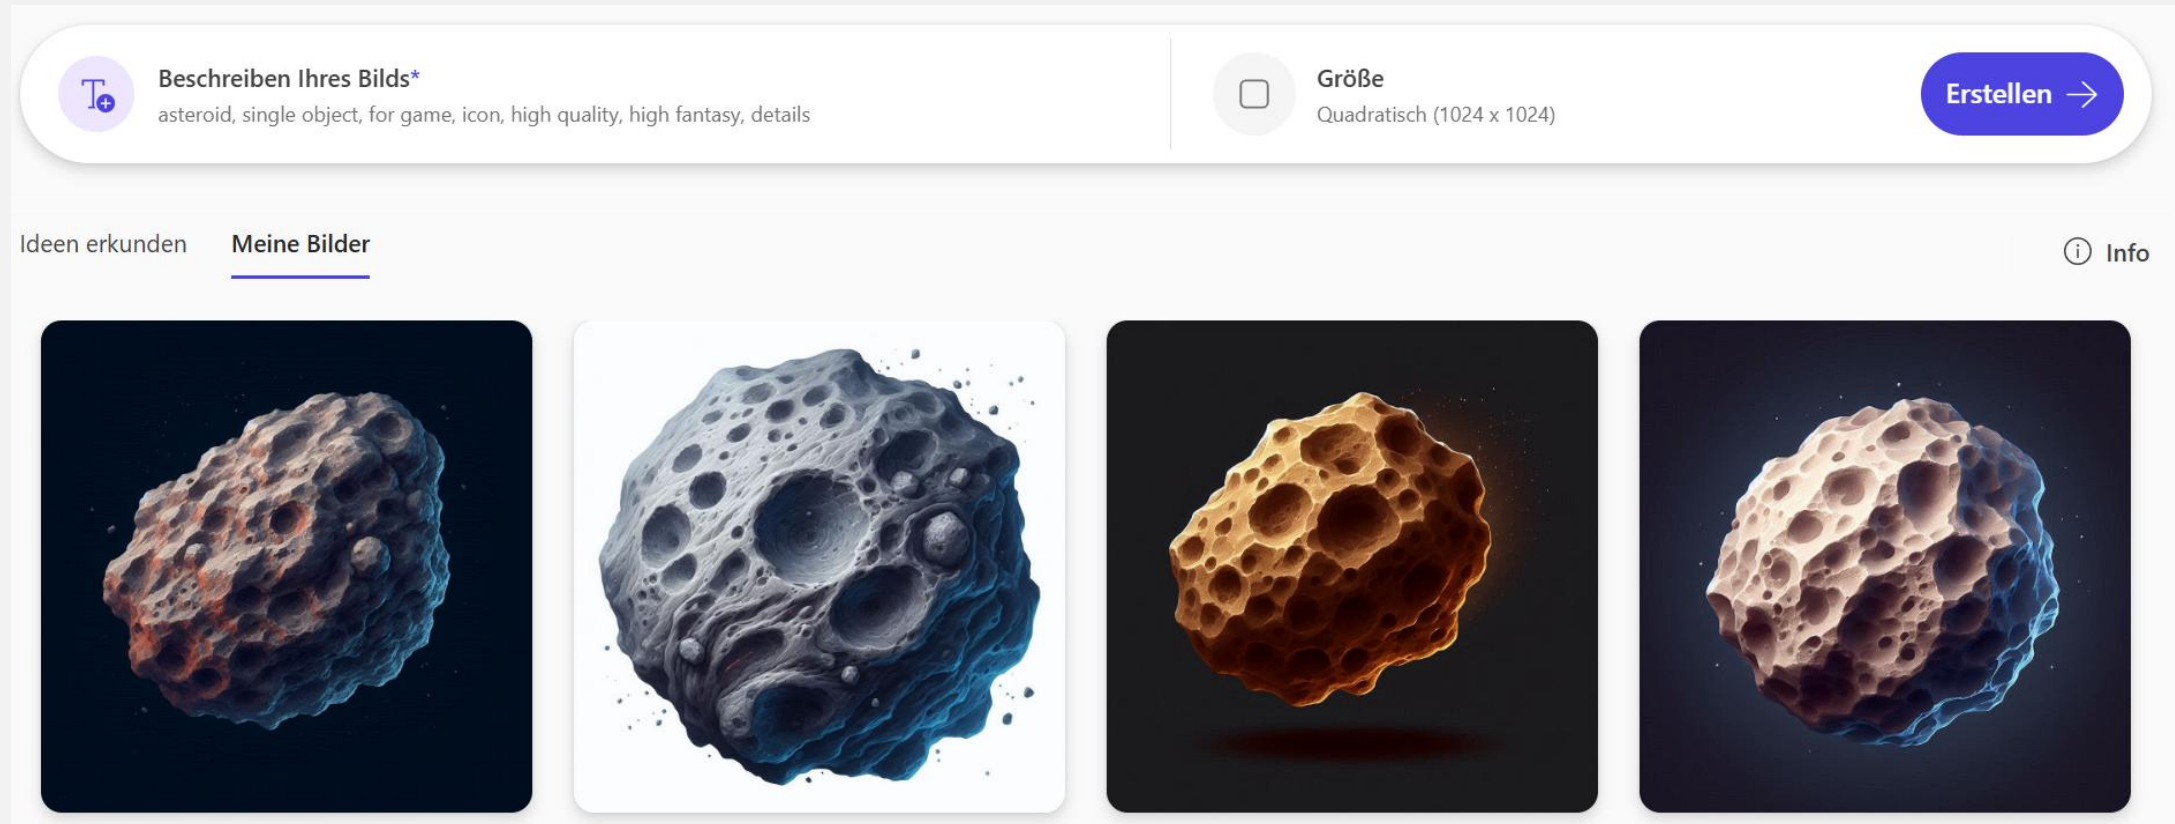 Beschreiben Ihres Bilds*
asteroid, single object, for game, icon, high quality, high fantasy, details
Größe
Quadratisch (1024 x 1024)
Erstellen
Ideen erkunden
Meine Bilder
Info